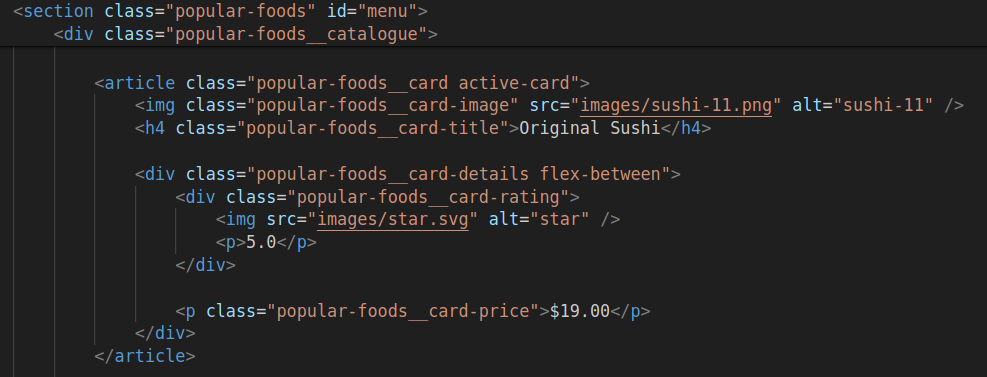 <section class="popular-foods" id="menu">
<div class="popular-foods__catalogue">
<article class="popular-foods__card active-card">
<img class="popular-foods__card-image" src="images/sushi-11.png" alt="sushi-11" />
<h4 class="popular-foods__card-title">Original Sushi</h4>
<div class="popular-foods__card-details flex-between">
<div class="popular-foods__card-rating">
<img src="images/star.svg" alt="star" />
<p>5.0</p>
</div>
<p class="popular-foods__card-price">$19.00</p>
</div>
</article>